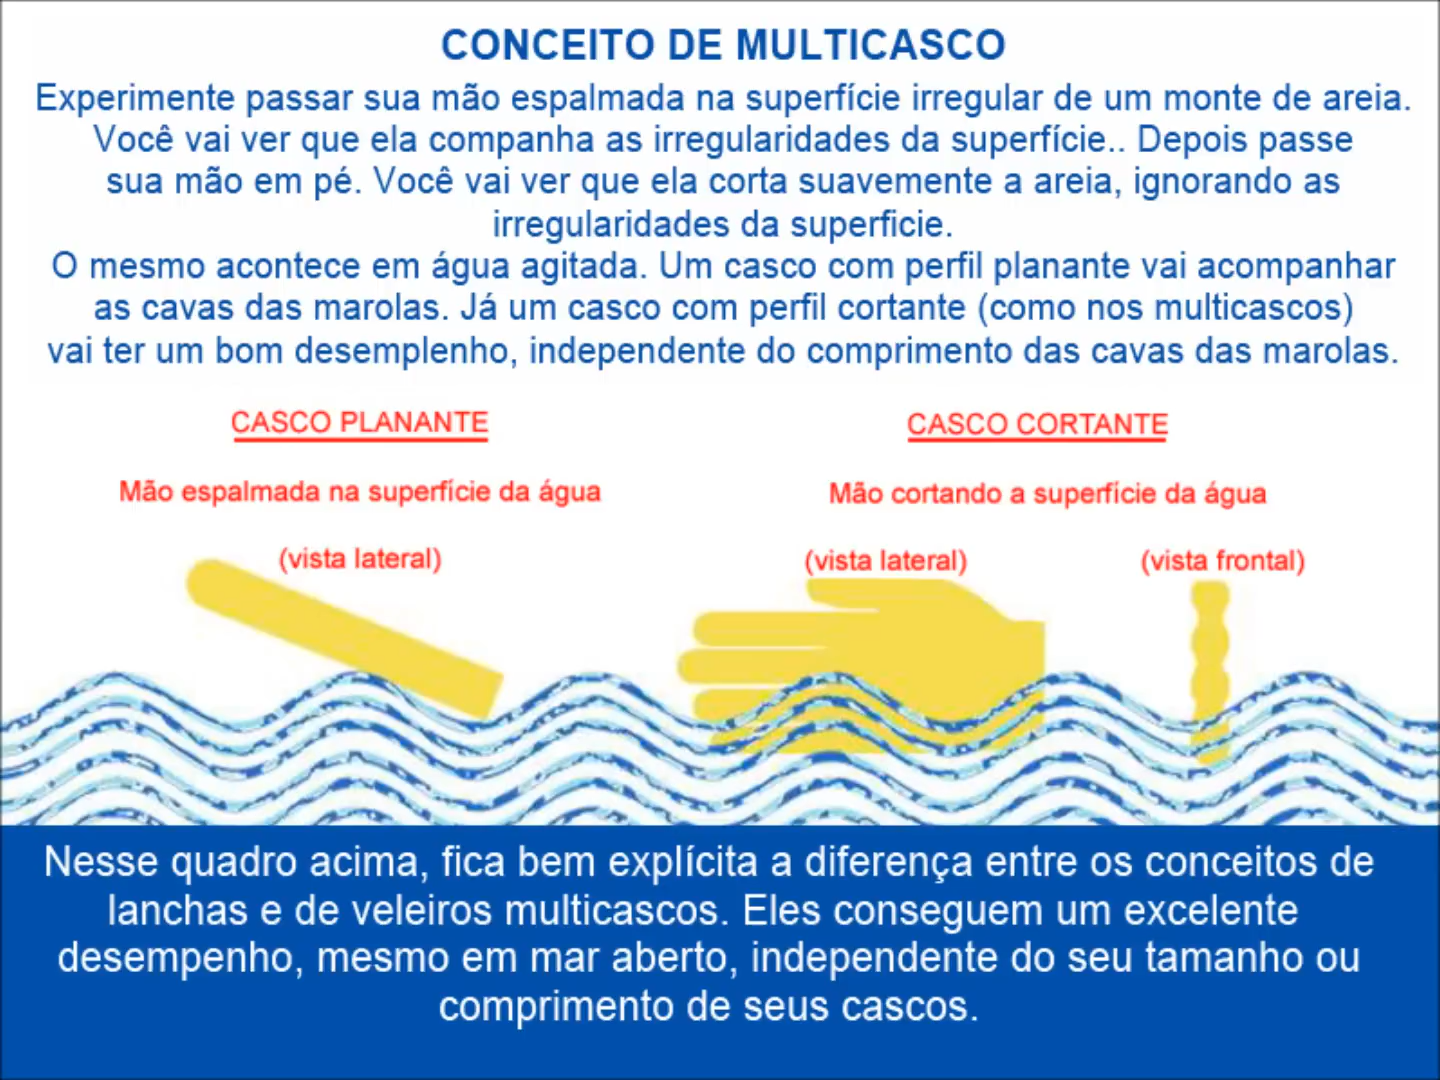 CONCEITO DE MULTICASCO
Experimente passar sua mão espalmada na superfície irregular de um monte de areia.
Você vai ver que ela companha as irregularidades da superfície.. Depois passe
sua mão em pé. Você vai ver que ela corta suavemente a areia, ignorando as
irregularidades da superficie.
O mesmo acontece em água agitada. Um casco com perfil planante vai acompanhar
as cavas das marolas. Já um casco com perfil cortante (como nos multicascos)
vai ter um bom desemplenho, independente do comprimento das cavas das marolas.
CASCO PLANANTE
Mão espalmada na superfície da água
(vista lateral)
CASCO CORTANTE
Mão cortando a superfície da água
(vista lateral)
(vista frontal)
Nesse quadro acima, fica bem explícita a diferença entre os conceitos de
lanchas e de veleiros multicascos. Eles conseguem um excelente
desempenho, mesmo em mar aberto, independente do seu tamanho ou
comprimento de seus cascos.